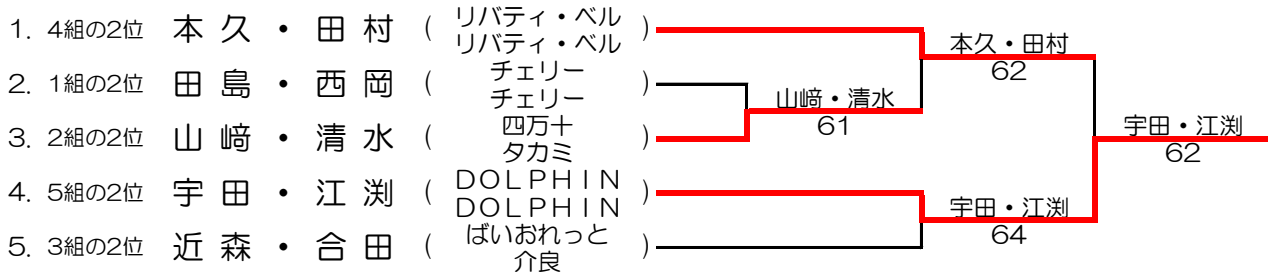 1. 4組の2位 本久・田村 ( リバティ・ベル
リバティ・ベル )
2. 1組の2位 田島・西岡 ( チェリー
チェリー )
3. 2組の2位 山﨑・清水 ( 四万十
タカミ )
4. 5組の2位 宇田・江渕 ( DOLPHIN
DOLPHIN )
5. 3組の2位 近森・合田 ( ばいおれっと
介良 )
山﨑・清水
61
本久・田村
62
宇田・江渕
64
宇田・江渕
62